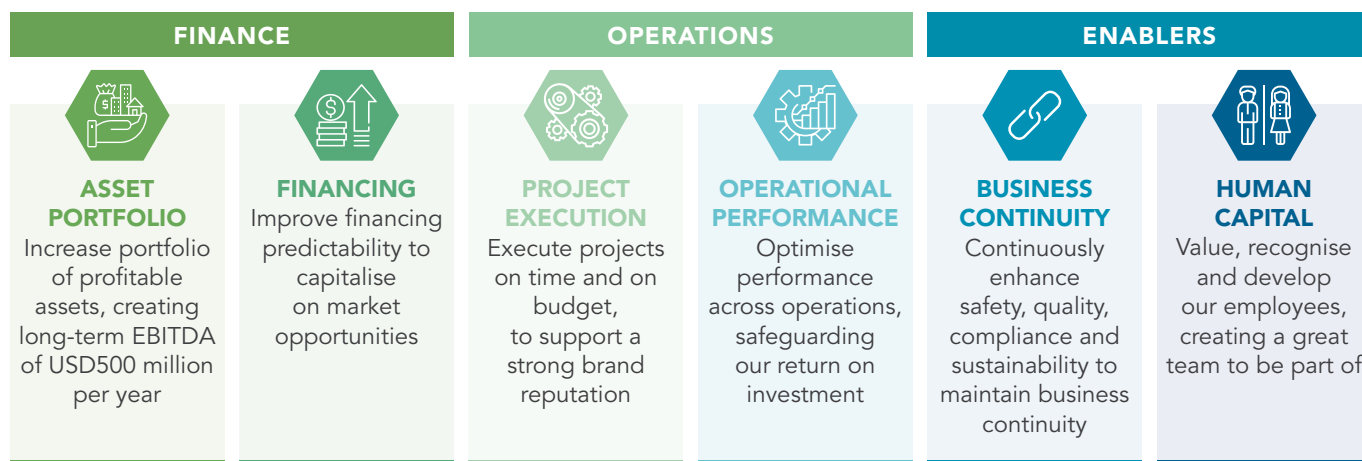 FINANCE
OPERATIONS
ENABLERS
ASSET
PORTFOLIO
Increase portfolio
of profitable
assets, creating
long-term EBITDA
of USD500 million
per year
FINANCING
Improve financing
predictability to
capitalise
on market
opportunities
PROJECT
EXECUTION
Execute projects
on time and on
budget,
to support a
strong brand
reputation
OPERATIONAL
PERFORMANCE
Optimise
performance
across operations,
safeguarding
our return on
investment
BUSINESS
CONTINUITY
Continuously
enhance
safety, quality,
compliance and
sustainability to
maintain business
continuity
HUMAN
CAPITAL
Value, recognise
and develop
our employees,
creating a great
team to be part of